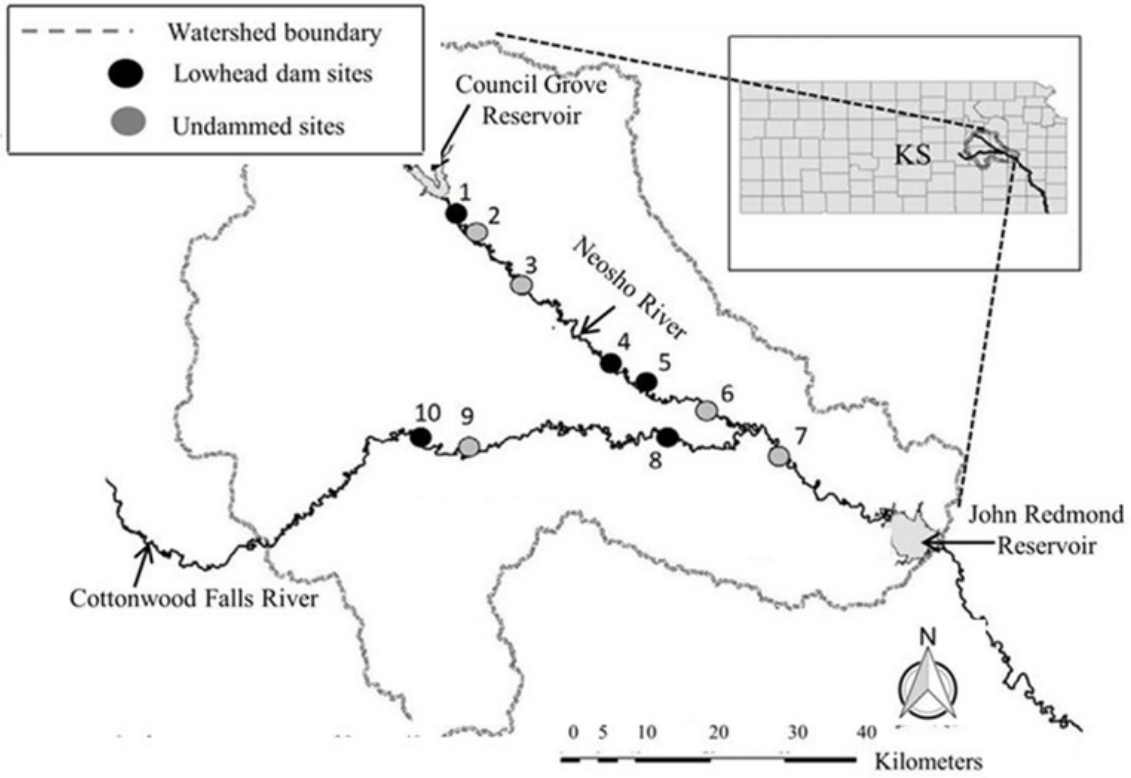 Watershed boundary
Lowhead dam sites
Undammed sites
Council Grove
Reservoir
KS
1
2
3
Neosho River
4
5
6
10
9
7
8
John Redmond
Reservoir
Cottonwood Falls River
N
0 5 10 20 30 40
Kilometers